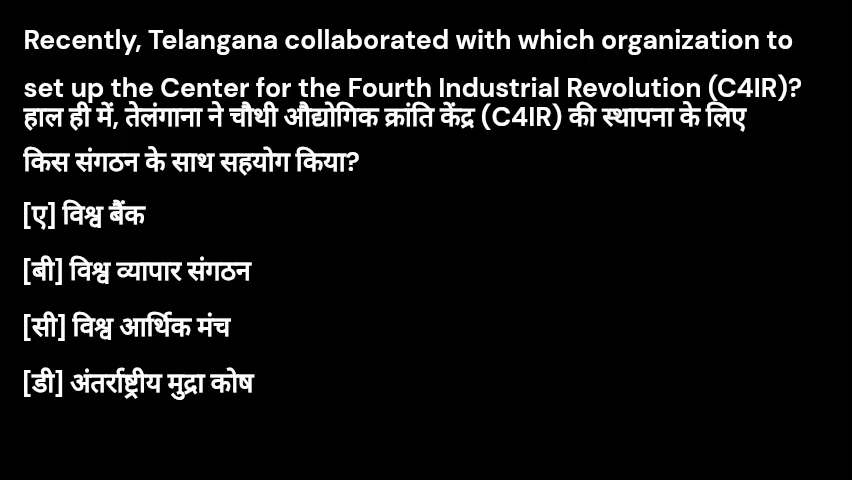 Recently, Telangana collaborated with which organization to
set up the Center for the Fourth Industrial Revolution (C4IR)?
हाल ही में, तेलंगाना ने चौथी औद्योगिक क्रांति केंद्र (C4IR) की स्थापना के लिए
किस संगठन के साथ सहयोग किया?
[ए] विश्व बैंक
[बी] विश्व व्यापार संगठन
[सी] विश्व आर्थिक मंच
[डी] अंतर्राष्ट्रीय मुद्रा कोष